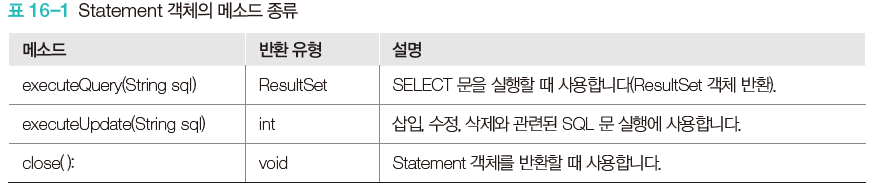 표 16-1 Statement 객체의 메소드 종류
메소드 반환 유형 설명
executeQuery(String sql) ResultSet SELECT 문을 실행할 때 사용합니다(ResultSet 객체 반환).
executeUpdate(String sql) int 삽입, 수정, 삭제와 관련된 SQL 문 실행에 사용합니다.
close( ): void Statement 객체를 반환할 때 사용합니다.